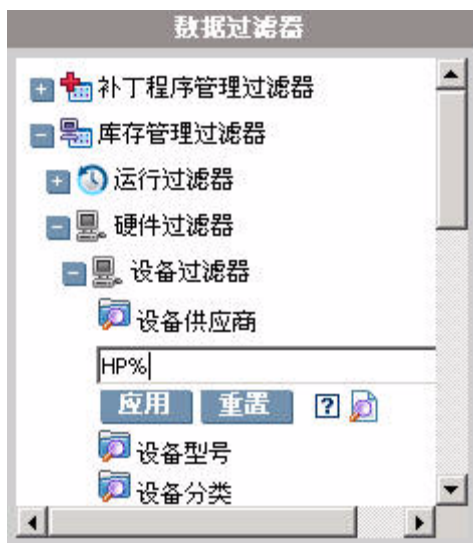 数据过滤器
补丁程序管理过滤器
库存管理过滤器
运行过滤器
硬件过滤器
设备过滤器
设备供应商
HP%
应用 重置 ?
设备型号
设备分类